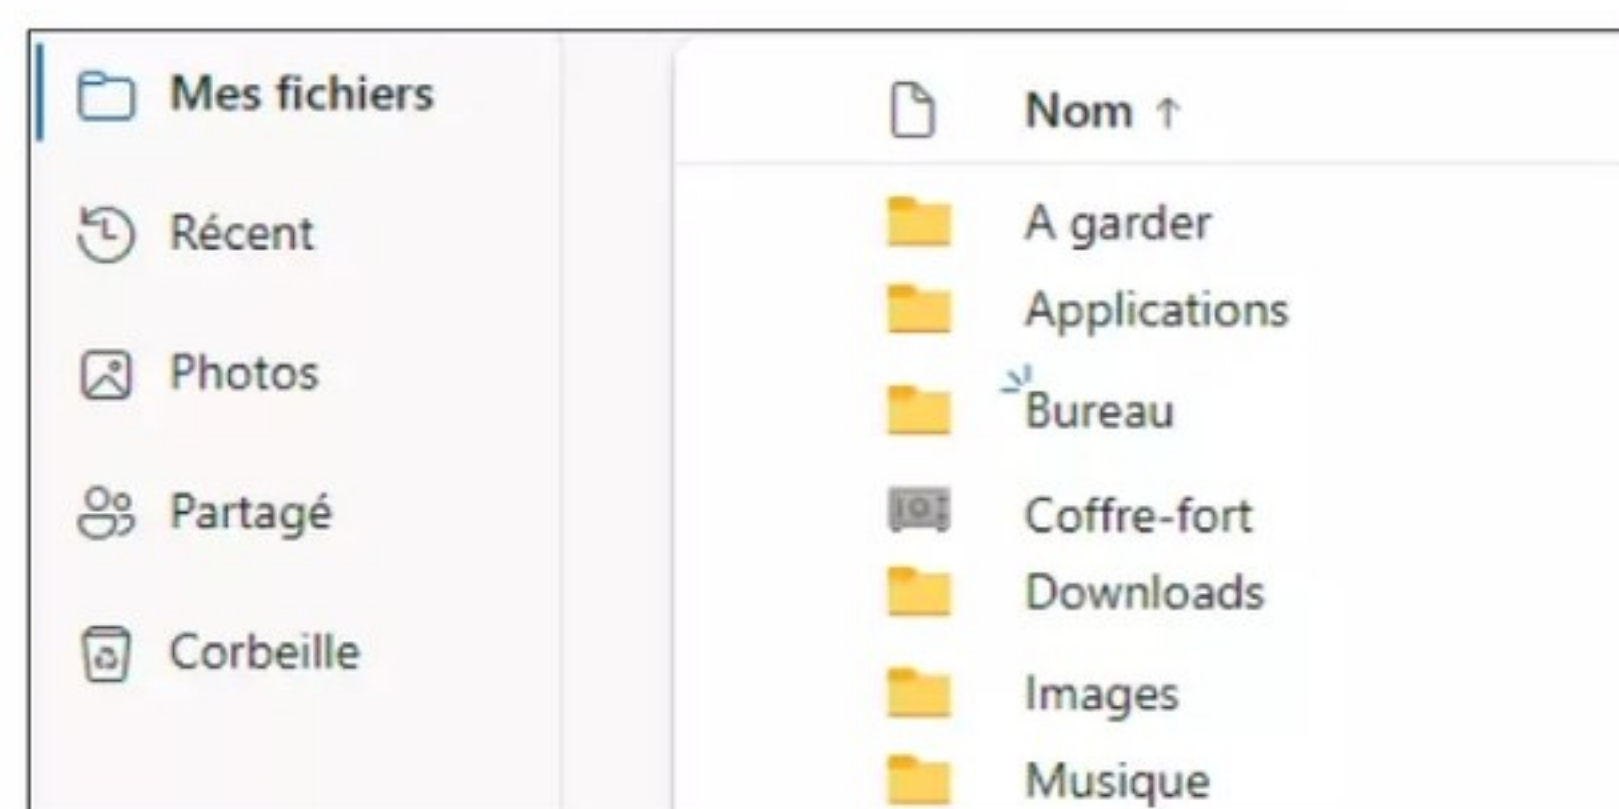 Mes fichiers
Récent
Photos
Partagé
Corbeille
Nom ↑
A garder
Applications
Bureau
Coffre-fort
Downloads
Images
Musique